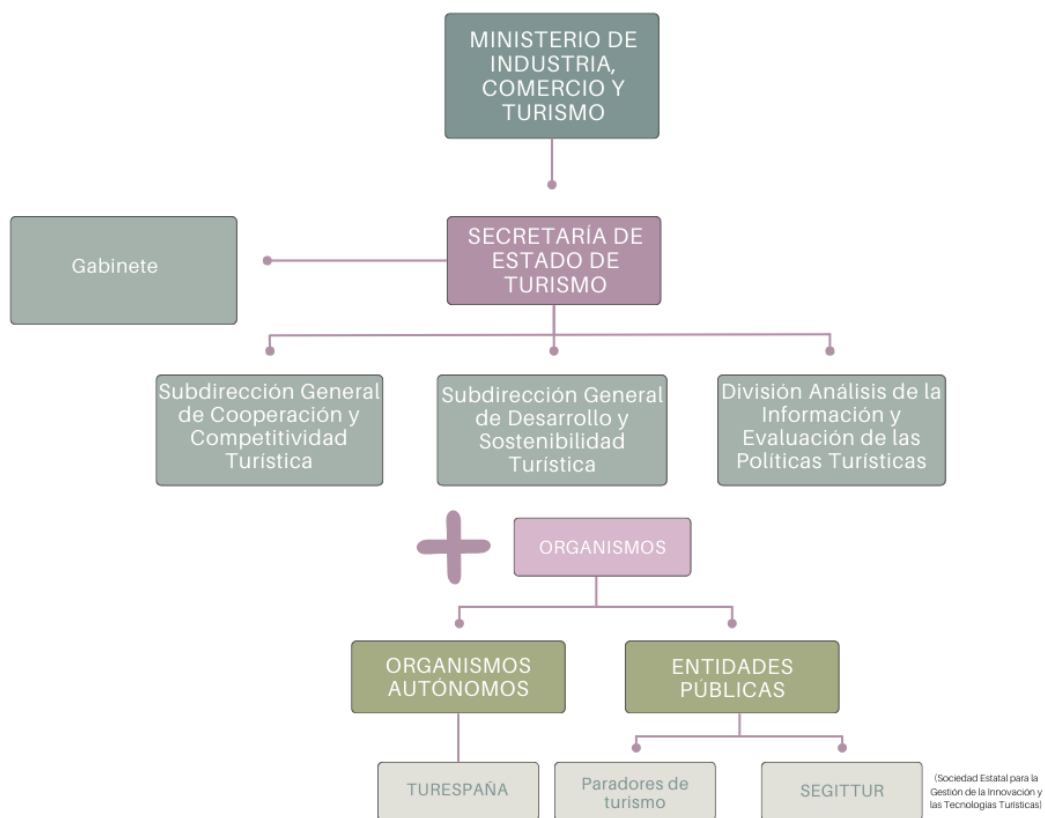 MINISTERIO DE
INDUSTRIA,
COMERCIO Y
TURISMO
Gabinete
SECRETARÍA DE
ESTADO DE
TURISMO
Subdirección General
de Cooperación y
Competitividad
Turística
Subdirección General
de Desarrollo y
Sostenibilidad
Turística
División Análisis de la
Información y
Evaluación de las
Políticas Turísticas
ORGANISMOS
ORGANISMOS
AUTÓNOMOS
ENTIDADES
PÚBLICAS
TURESPAÑA
Paradores de
turismo
SEGITTUR
(Sociedad Estatal para la
Gestión de la Innovación y
las Tecnologías Turísticas)